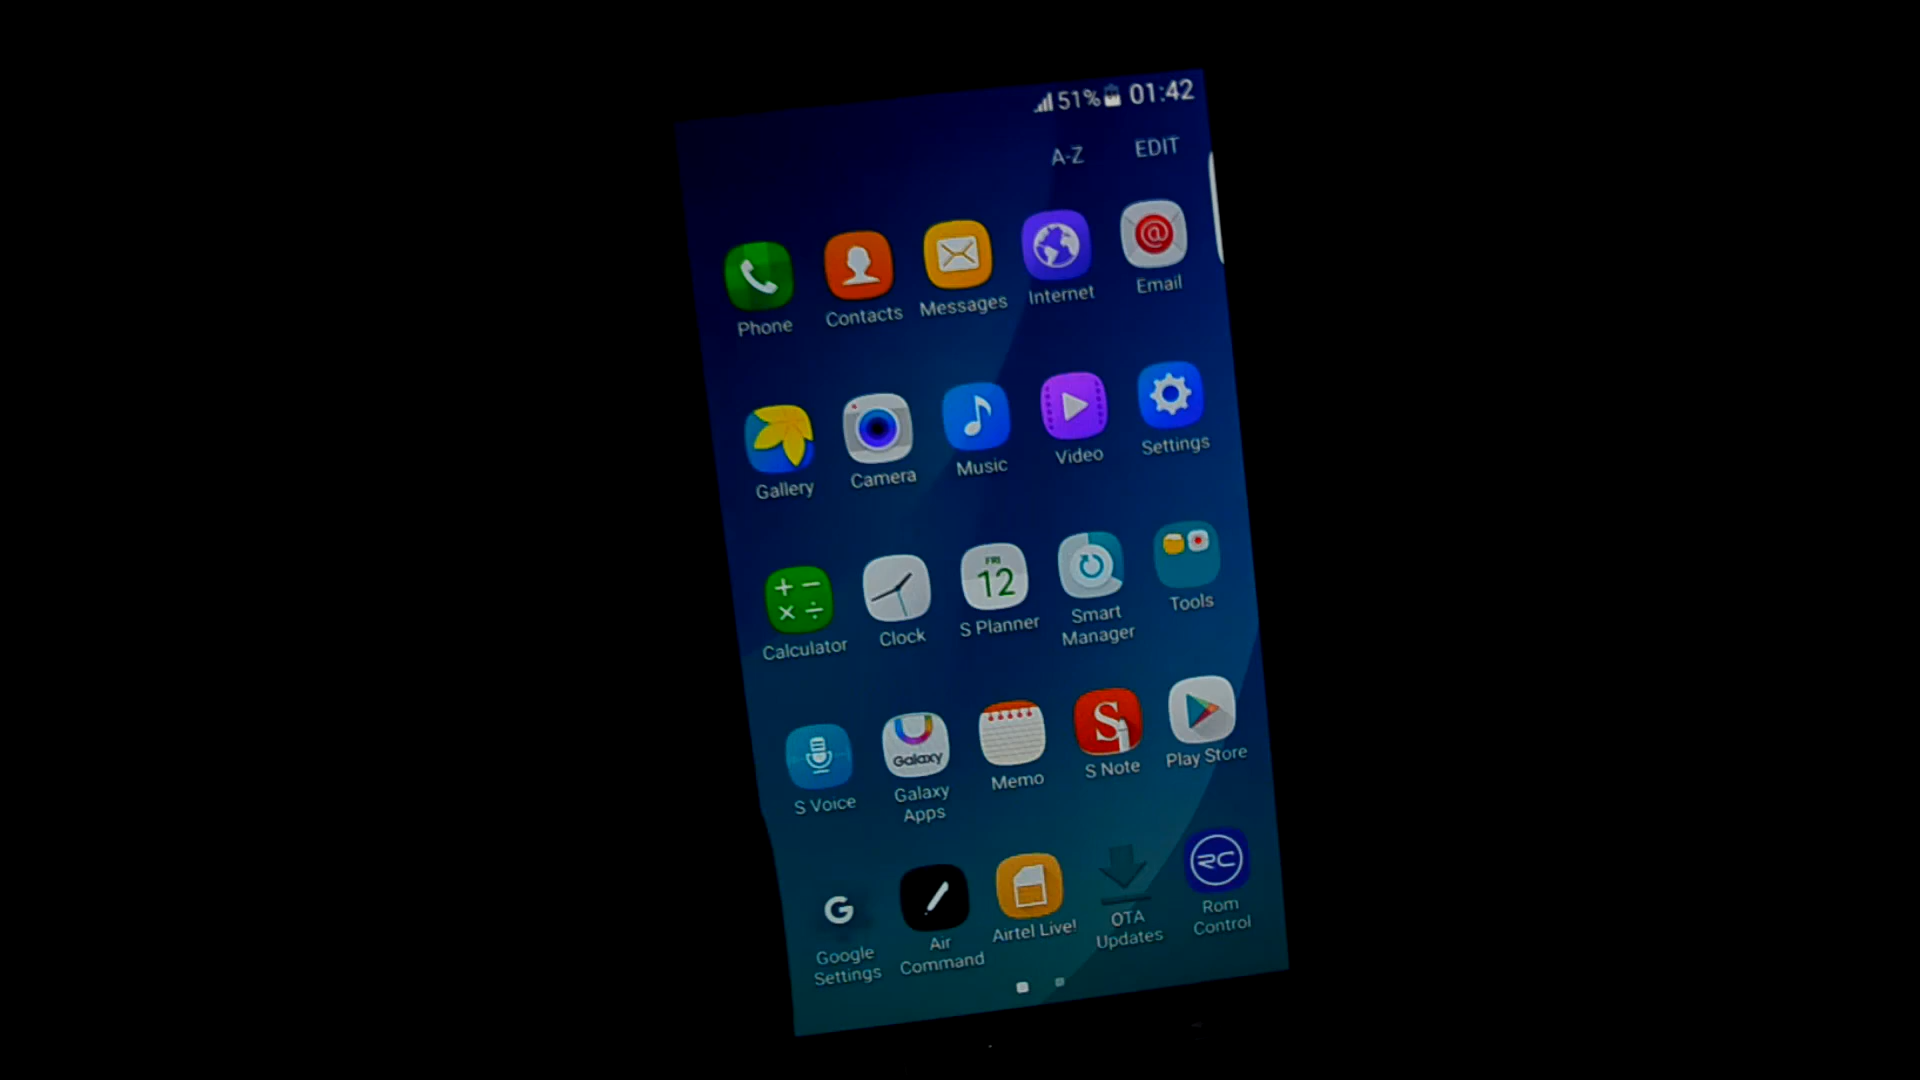 51% 01:42
A-Z EDIT
Phone Contacts Messages Internet Email
Gallery Camera Music Video Settings
FRI
12
Calculator Clock S Planner Smart
Manager Tools
Galaxy
S
S Voice Galaxy
Apps Memo S Note Play Store
G
RC
Google
Settings Air
Command Airtel Live! OTA
Updates Rom
Control